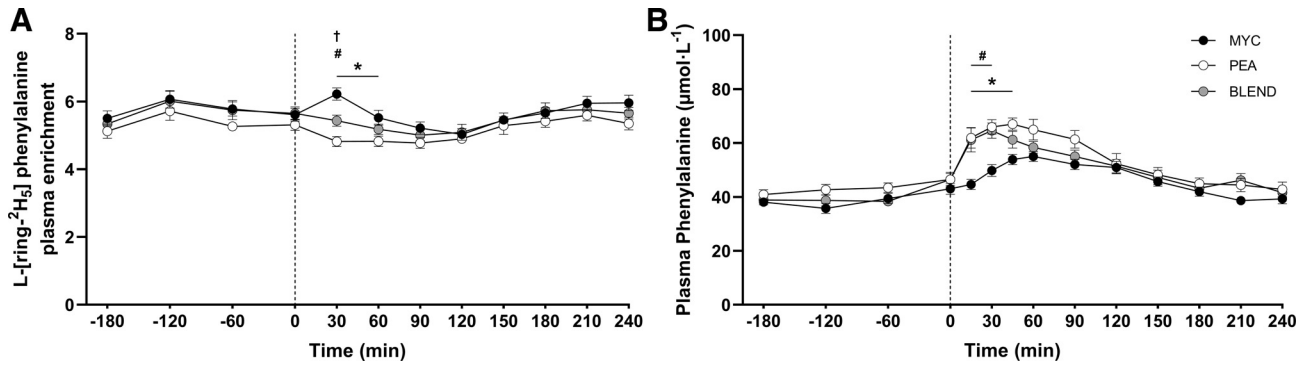 A
L-[ring-²H₅] phenylalanine
plasma enrichment
8
6
4
2
0
†
#
*
-180 -120 -60 0 30 60 90 120 150 180 210 240
Time (min)
B
Plasma Phenylalanine (µmol·L⁻¹)
100
80
60
40
20
0
#
*
MYC
PEA
BLEND
-180 -120 -60 0 30 60 90 120 150 180 210 240
Time (min)